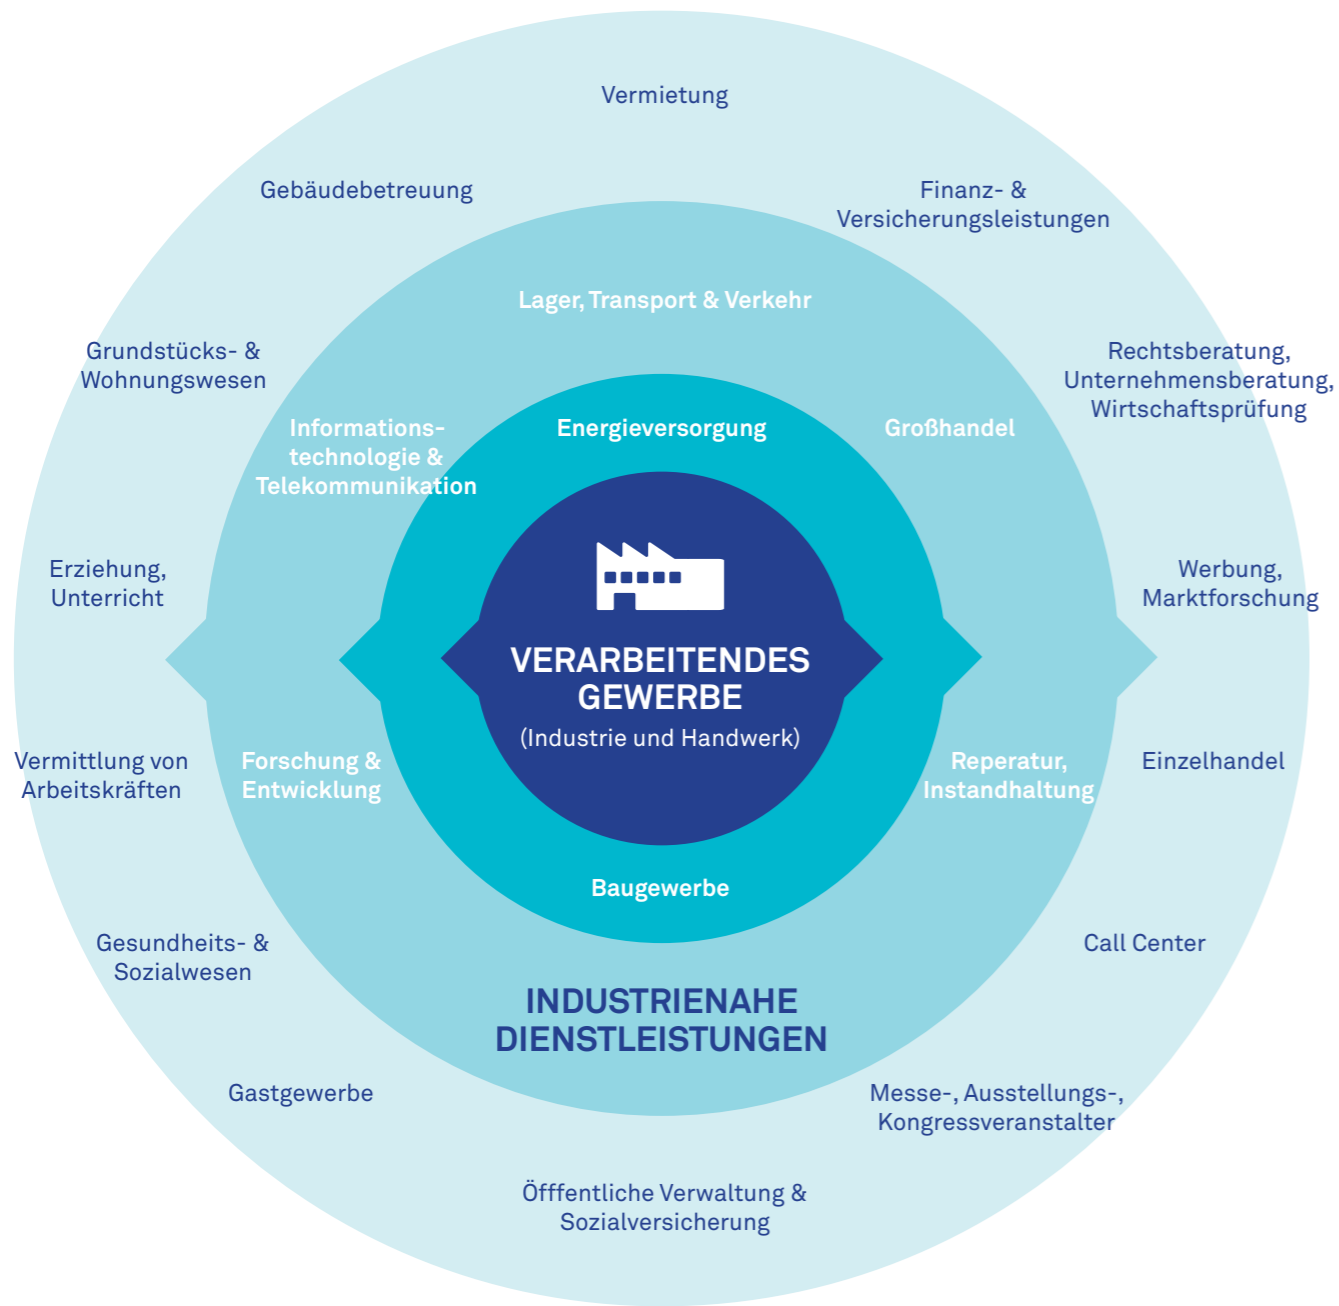 Vermietung
Gebäudebetreuung
Finanz- &
Versicherungsleistungen
Lager, Transport & Verkehr
Grundstücks- &
Wohnungswesen
Rechtsberatung,
Unternehmensberatung,
Wirtschaftsprüfung
Informations-
technologie &
Telekommunikation
Energieversorgung
Großhandel
Erziehung,
Unterricht
Werbung,
Marktforschung
VERARBEITENDES
GEWERBE
(Industrie und Handwerk)
Vermittlung von
Arbeitskräften
Forschung &
Entwicklung
Reperatur,
Instandhaltung
Einzelhandel
Baugewerbe
Gesundheits- &
Sozialwesen
Call Center
INDUSTRIENAHE
DIENSTLEISTUNGEN
Gastgewerbe
Messe-, Ausstellungs-,
Kongressveranstalter
Öfffentliche Verwaltung &
Sozialversicherung